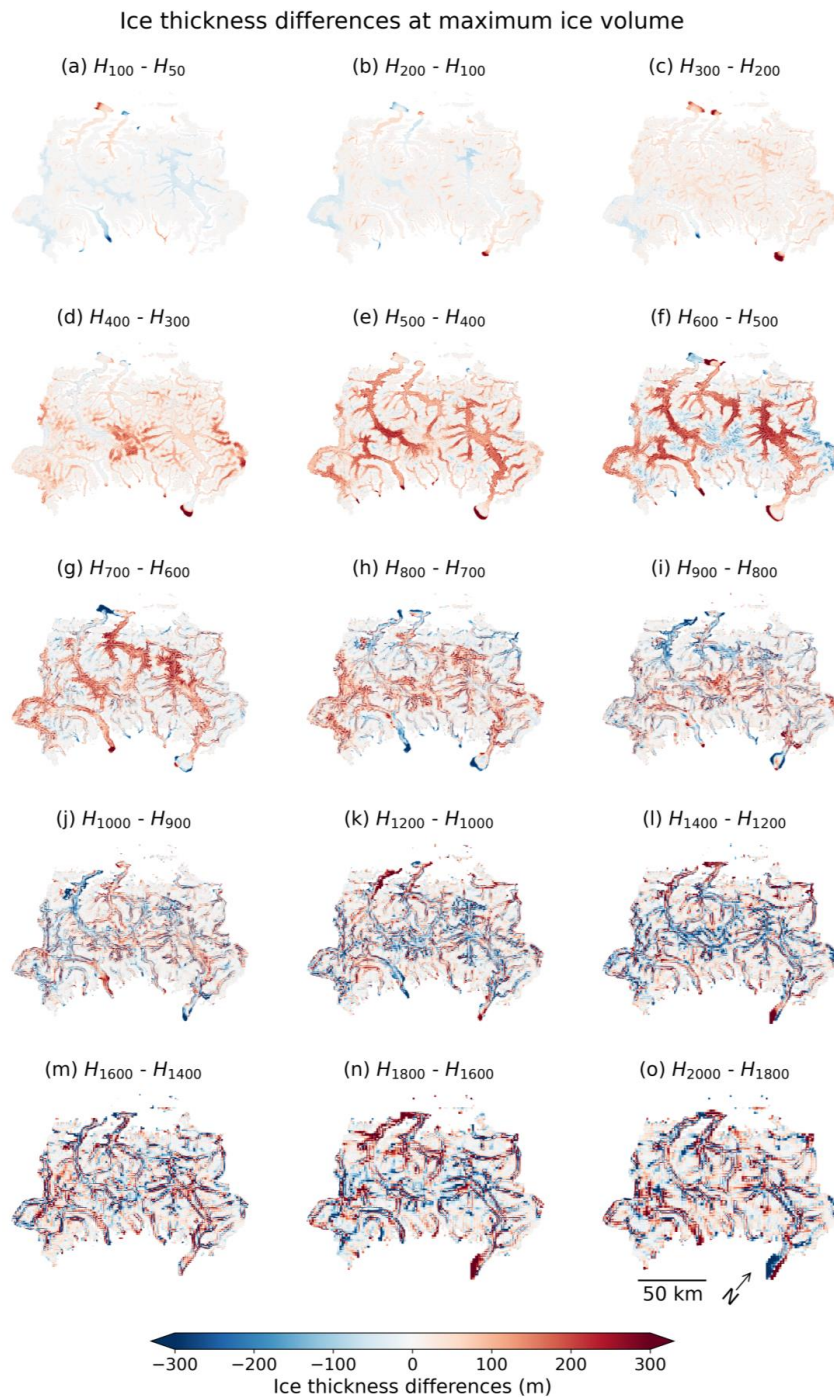 Ice thickness differences at maximum ice volume
(a) H₁₀₀ - H₅₀
(b) H₂₀₀ - H₁₀₀
(c) H₃₀₀ - H₂₀₀
(d) H₄₀₀ - H₃₀₀
(e) H₅₀₀ - H₄₀₀
(f) H₆₀₀ - H₅₀₀
(g) H₇₀₀ - H₆₀₀
(h) H₈₀₀ - H₇₀₀
(i) H₉₀₀ - H₈₀₀
(j) H₁₀₀₀ - H₉₀₀
(k) H₁₂₀₀ - H₁₀₀₀
(l) H₁₄₀₀ - H₁₂₀₀
(m) H₁₆₀₀ - H₁₄₀₀
(n) H₁₈₀₀ - H₁₆₀₀
(o) H₂₀₀₀ - H₁₈₀₀
50 km
N
−300 −200 −100 0 100 200 300
Ice thickness differences (m)